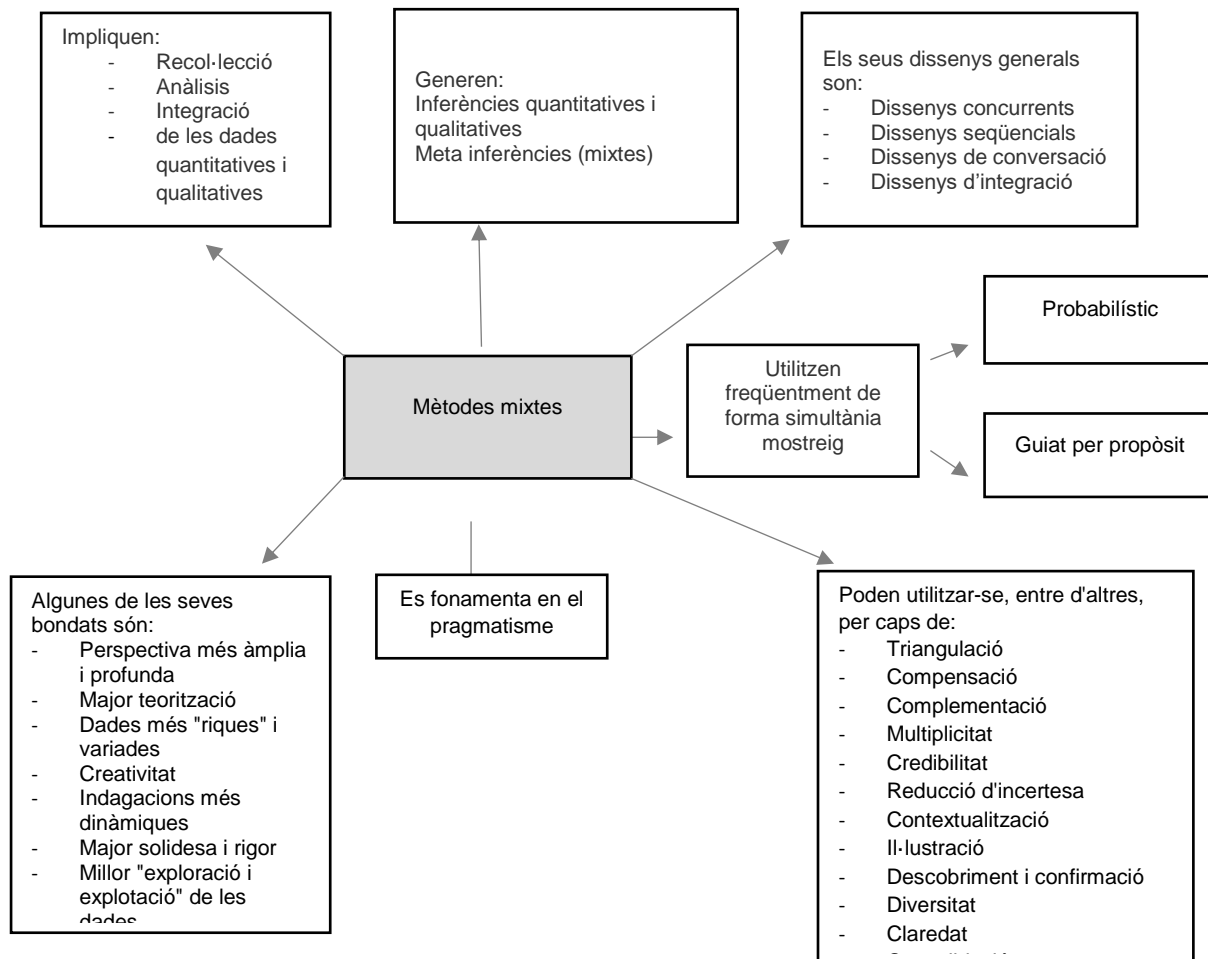 Impliquen:
- Recol·lecció
- Anàlisis
- Integració
- de les dades
quantitatives i
qualitatives
Generen:
Inferències quantitatives i
qualitatives
Meta inferències (mixtes)
Els seus dissenys generals
son:
- Dissenys concurrents
- Dissenys seqüencials
- Dissenys de conversació
- Dissenys d’integració
Mètodes mixtes
Utilitzen
freqüentment de
forma simultània
mostreig
Probabilístic
Guiat per propòsit
Algunes de les seves
bondats són:
- Perspectiva més àmplia
i profunda
- Major teorització
- Dades més "riques" i
variades
- Creativitat
- Indagacions més
dinàmiques
- Major solidesa i rigor
- Millor "exploració i
explotació" de les
dades
Es fonamenta en el
pragmatisme
Poden utilitzar-se, entre d'altres,
per caps de:
- Triangulació
- Compensació
- Complementació
- Multiplicitat
- Credibilitat
- Reducció d'incertesa
- Contextualització
- Il·lustració
- Descobriment i confirmació
- Diversitat
- Claredat